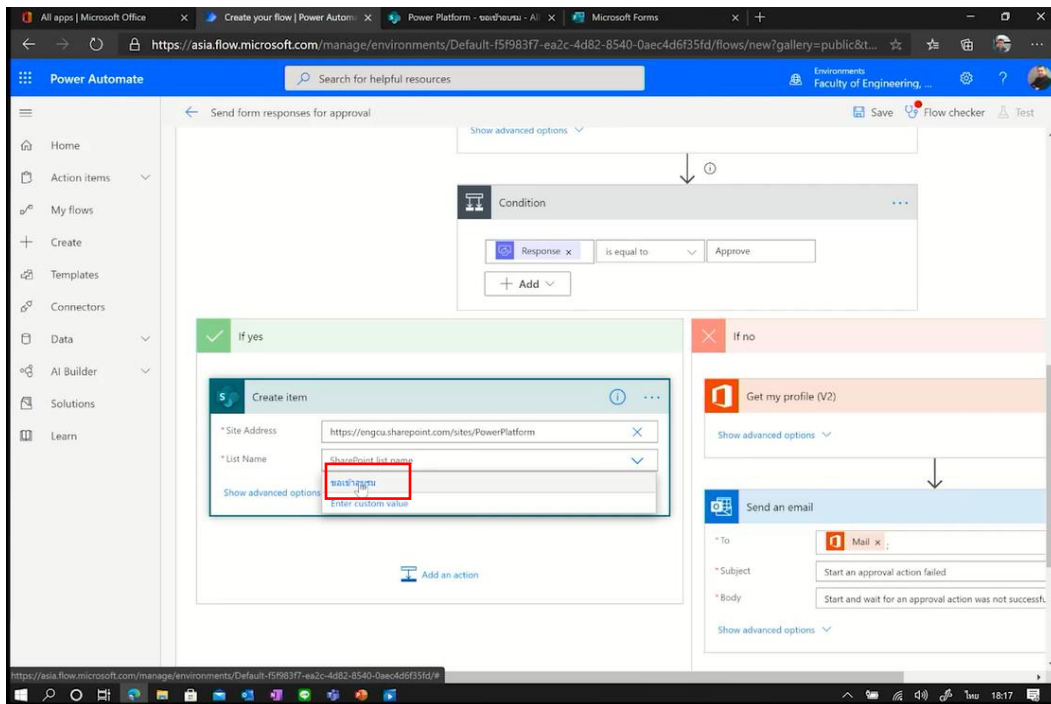 All apps | Microsoft Office
Create your flow | Power Autom
Power Platform - ขอเข้าอบรม - All
Microsoft Forms
https://asia.flow.microsoft.com/manage/environments/Default-f5f983f7-ea2c-4d82-8540-0aec4d6f35fd/flows/new?gallery=public&t...
Power Automate
Search for helpful resources
Environments
Faculty of Engineering, ...
Send form responses for approval
Save
Flow checker
Test
Home
Action items
My flows
Create
Templates
Connectors
Data
AI Builder
Solutions
Learn
Show advanced options
Condition
Response x
is equal to
Approve
+ Add
If yes
Create item
* Site Address
https://engcu.sharepoint.com/sites/PowerPlatform
* List Name
SharePoint list name
ขอเข้าอบรม
Enter custom value
Show advanced options
Add an action
If no
Get my profile (V2)
Show advanced options
Send an email
* To
Mail x ;
* Subject
Start an approval action failed
* Body
Start and wait for an approval action was not successfu
Show advanced options
https://asia.flow.microsoft.com/manage/environments/Default-f5f983f7-ea2c-4d82-8540-0aec4d6f35fd/#
ไทย
18:17